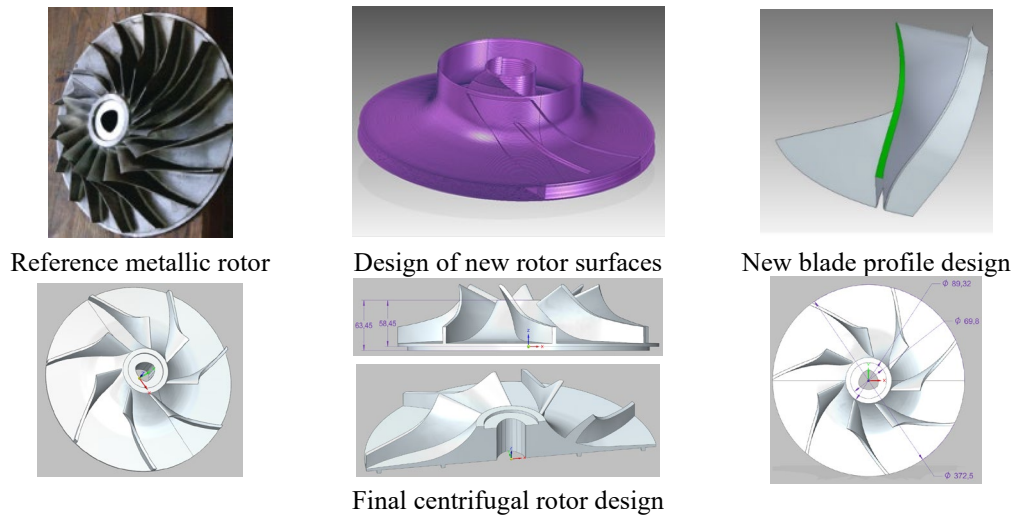 Reference metallic rotor
Design of new rotor surfaces
New blade profile design
63,45
58,45
Φ 89,32
Φ 69,8
Φ 372,5
Final centrifugal rotor design